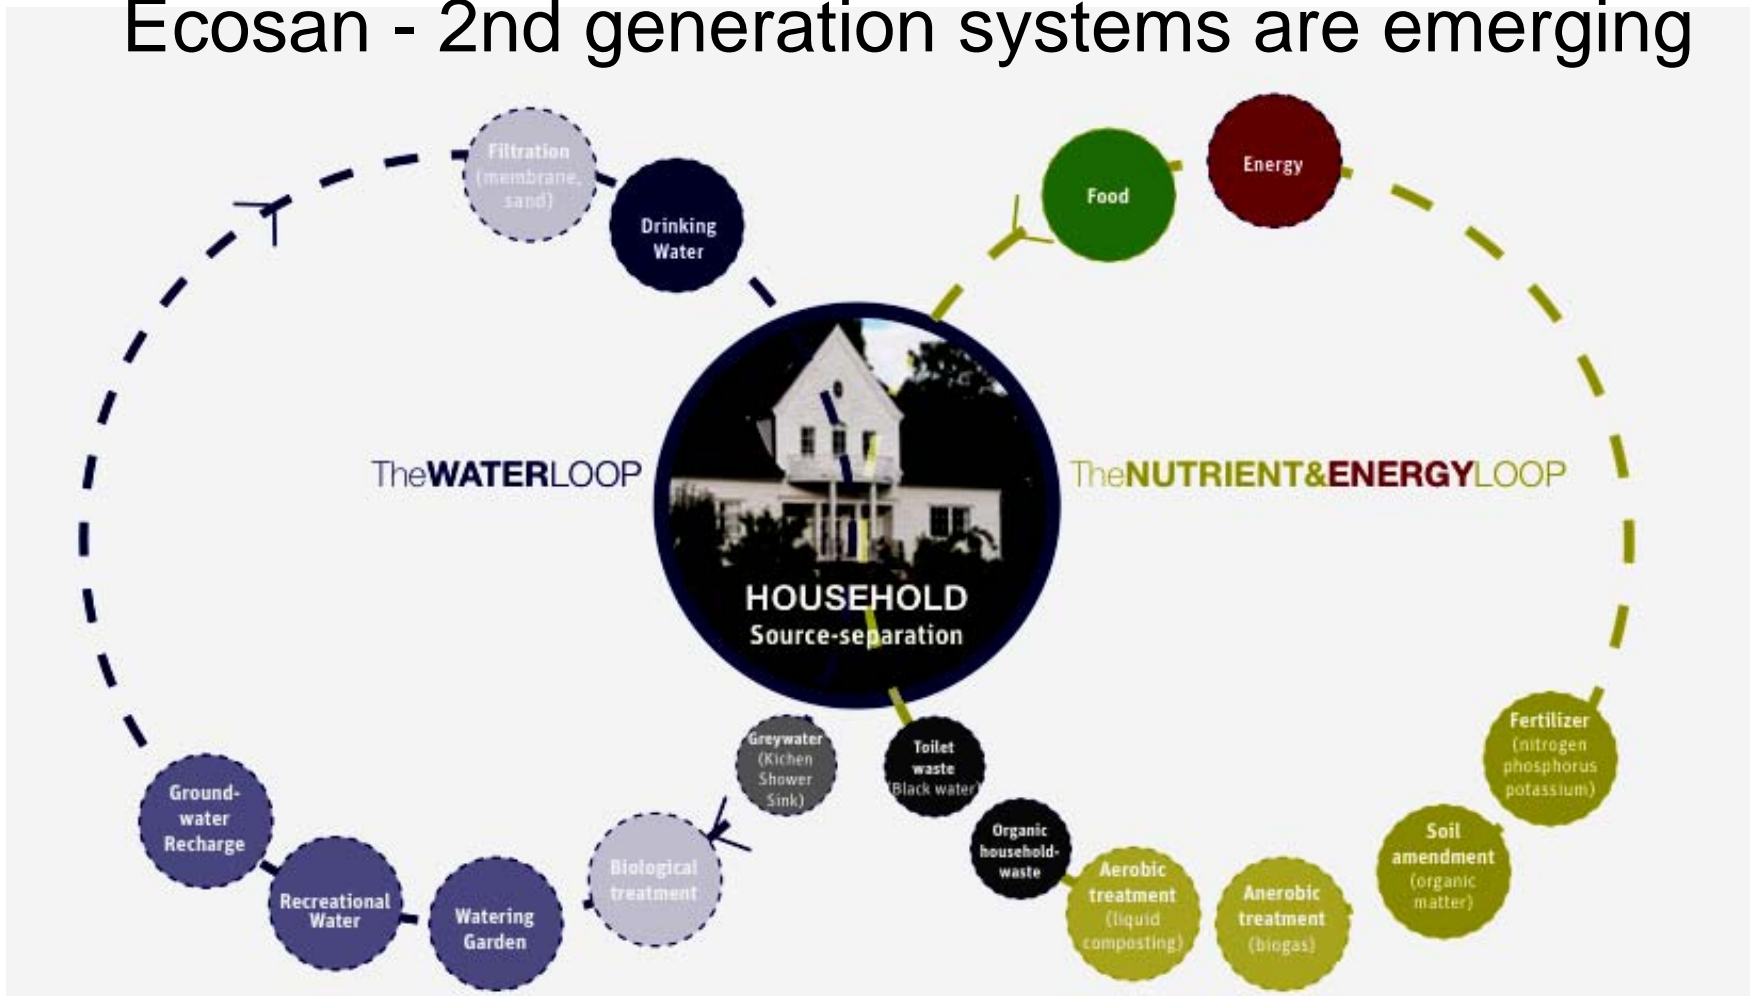 Ecosan - 2nd generation systems are emerging
Filtration
(membrane,
sand)
Drinking
Water
Food
Energy
TheWATERLOOP
TheNUTRIENT&ENERGYLOOP
HOUSEHOLD
Source-separation
Greywater
(Kichen
Shower
Sink)
Toilet
waste
(Black water)
Organic
household-
waste
Biological
treatment
Watering
Garden
Recreational
Water
Ground-
water
Recharge
Aerobic
treatment
(liquid
composting)
Anerobic
treatment
(biogas)
Soil
amendment
(organic
matter)
Fertilizer
(nitrogen
phosphorus
potassium)